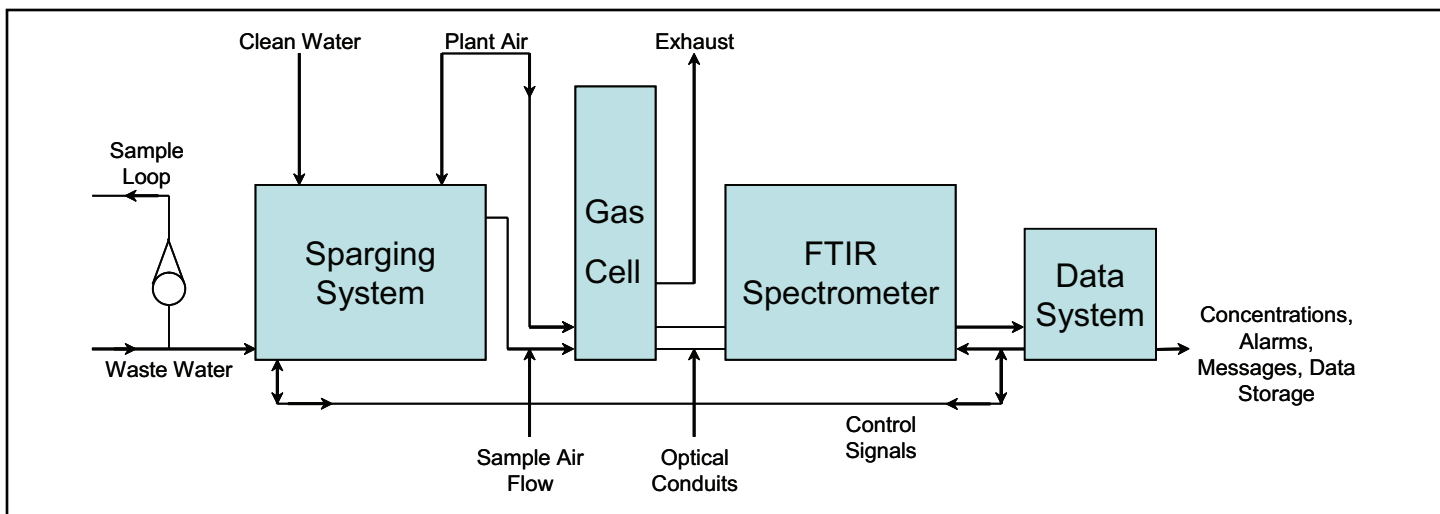 Clean Water
Plant Air
Exhaust
Sample
Loop
Sparging
System
Gas
Cell
FTIR
Spectrometer
Data
System
Waste Water
Concentrations,
Alarms,
Messages, Data
Storage
Sample Air
Flow
Optical
Conduits
Control
Signals